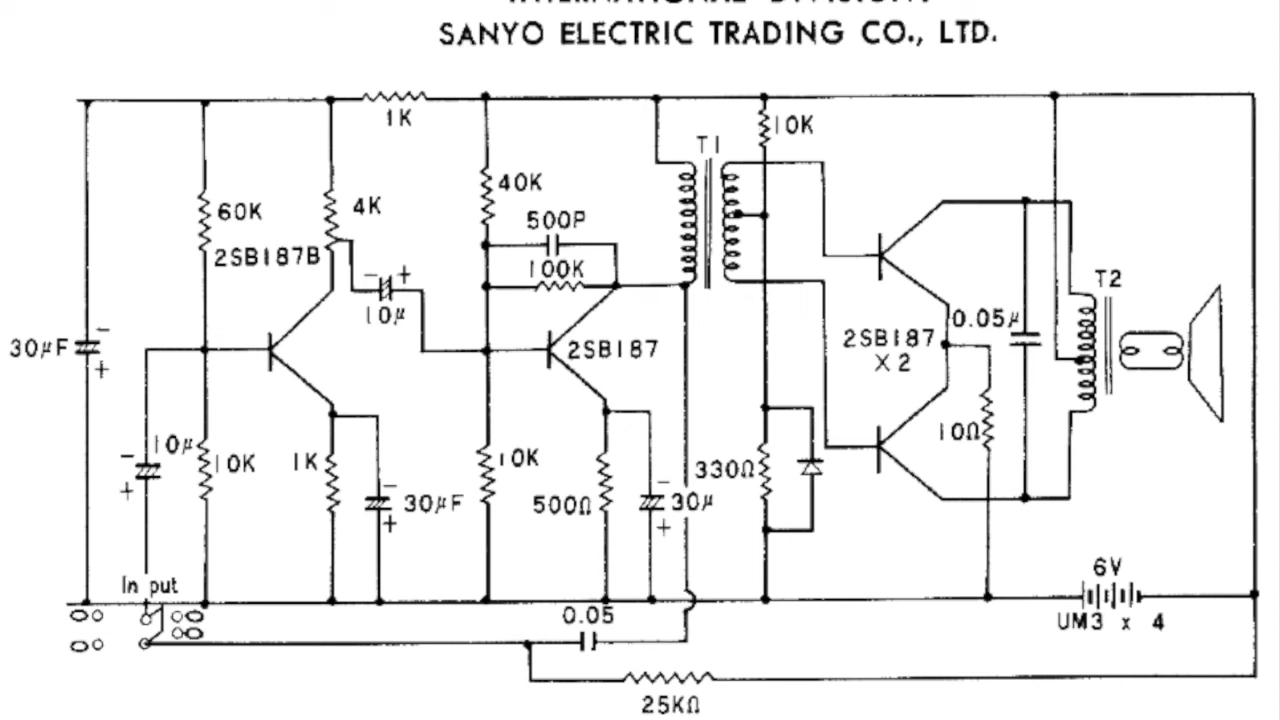 INTERNATIONAL DIVISION.
SANYO ELECTRIC TRADING CO., LTD.
1K
10K
T1
40K
60K
4K
500P
2SB187B
100K
T2
- +
10μ
0.05μ
30μF
-
+
2SB187
2SB187
X 2
10μ
-
+
10K
1K
10K
10Ω
330Ω
30μF
-
+
500Ω
30μ
-
+
6V
In put
0.05
UM3 x 4
25KΩ